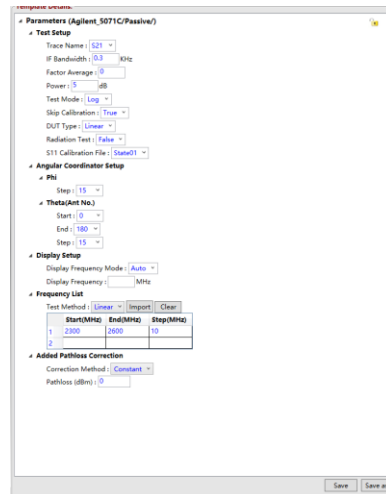 Template Details:
Parameters (Agilent_5071C/Passive/)
Test Setup
Trace Name : S21
IF Bandwidth : 0.3 KHz
Factor Average : 0
Power : 5 dB
Test Mode : Log
Skip Calibration : True
DUT Type : Linear
Radiation Test : False
S11 Calibration File : State01
Angular Coordinator Setup
Phi
Step : 15
Theta(Ant No.)
Start : 0
End : 180
Step : 15
Display Setup
Display Frequency Mode : Auto
Display Frequency : MHz
Frequency List
Test Method : Linear Import Clear
Start(MHz) End(MHz) Step(MHz)
1 2300 2600 10
2
Added Pathloss Correction
Correction Method : Constant
Pathloss (dBm) : 0
Save Save as